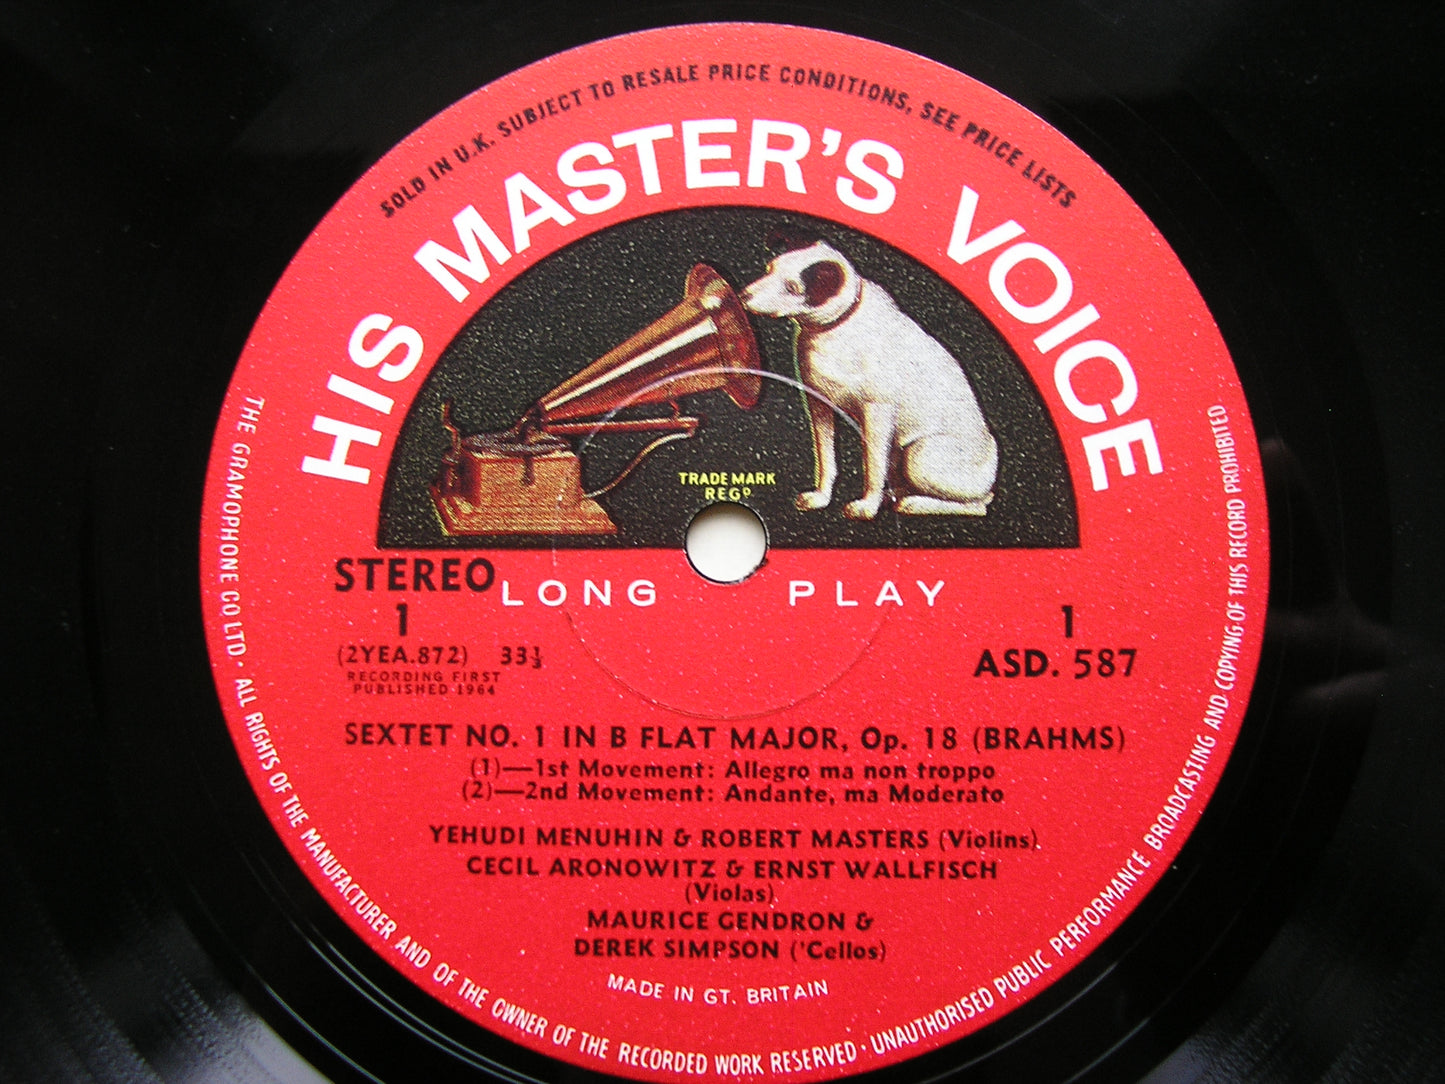 SOLD IN U.K. SUBJECT TO RESALE PRICE CONDITIONS, SEE PRICE LISTS
HIS MASTER'S VOICE
TRADE MARK
REGD
STEREO
LONG PLAY
1
1
(2YEA.872) 33⅓
ASD. 587
RECORDING FIRST
PUBLISHED 1964
SEXTET NO. 1 IN B FLAT MAJOR, Op. 18 (BRAHMS)
(1)—1st Movement: Allegro ma non troppo
(2)—2nd Movement: Andante, ma Moderato
YEHUDI MENUHIN & ROBERT MASTERS (Violins)
CECIL ARONOWITZ & ERNST WALLFISCH
(Violas)
MAURICE GENDRON &
DEREK SIMPSON ('Cellos)
MADE IN GT. BRITAIN
THE GRAMOPHONE CO LTD · ALL RIGHTS OF THE MANUFACTURER AND OF THE OWNER OF THE RECORDED WORK RESERVED · UNAUTHORISED PUBLIC PERFORMANCE BROADCASTING AND COPYING OF THIS RECORD PROHIBITED